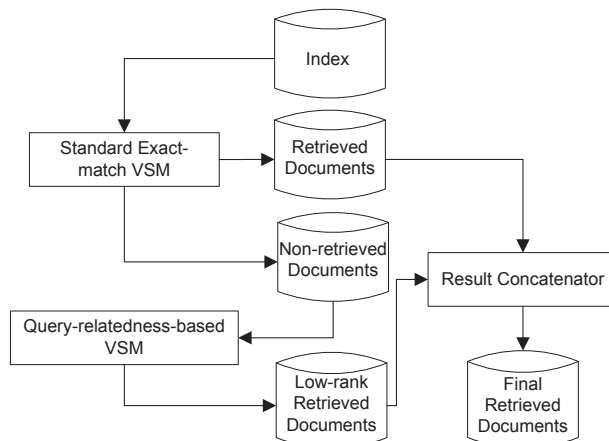 Index
Standard Exact-
match VSM
Retrieved
Documents
Non-retrieved
Documents
Result Concatenator
Query-relatedness-based
VSM
Low-rank
Retrieved
Documents
Final
Retrieved
Documents